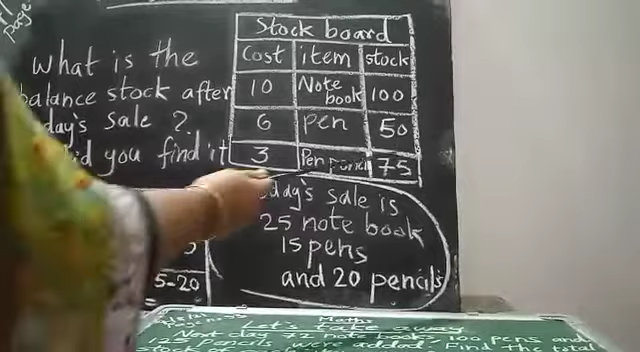 Stock board
Cost item stock
10 Note book 100
6 pen 50
3 Pen pencil 75
What is the
balance stock after
day's sale ?
did you find it
day's sale is
25 note book
15 pens
and 20 pencils
5-20
Maths
Let's take away
Next day 72 note books, 100 pens and
125 pencils were added. Find the total
stock of